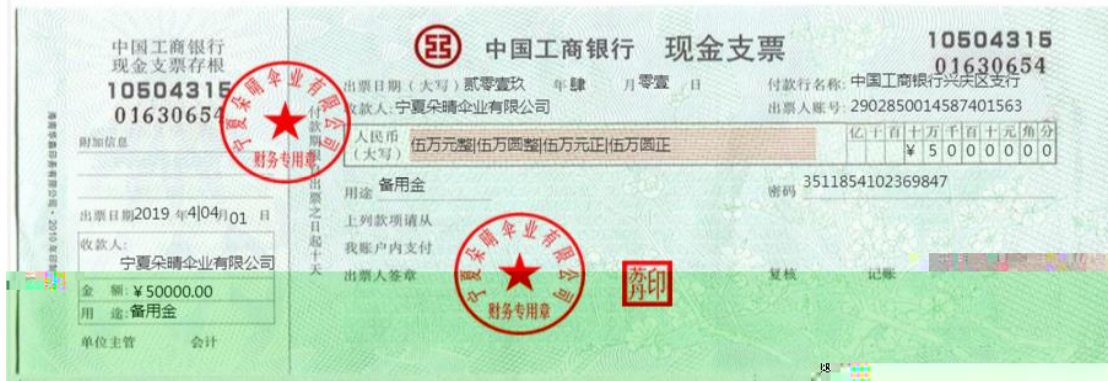 中国工商银行
现金支票存根
10504315
01630654
附加信息
出票日期2019 年4|04月01 日
收款人:
宁夏朵晴伞业有限公司
金 额:¥50000.00
用 途:备用金
单位主管 会计
宁夏朵晴伞业有限公司
财务专用章
付款期限自出票之日起十天
中国工商银行 现金支票
10504315
01630654
出票日期(大写)贰零壹玖 年肆 月零壹 日
付款行名称:中国工商银行兴庆区支行
收款人:宁夏朵晴伞业有限公司
出票人账号:2902850014587401563
人民币
(大写)
伍万元整|伍万圆整|伍万元正|伍万圆正
亿千百十万千百十元角分
¥5000000
用途 备用金
密码 3511854102369847
上列款项请从
我账户内支付
出票人签章
宁夏朵晴伞业有限公司
财务专用章
苏丹印
复核 记账